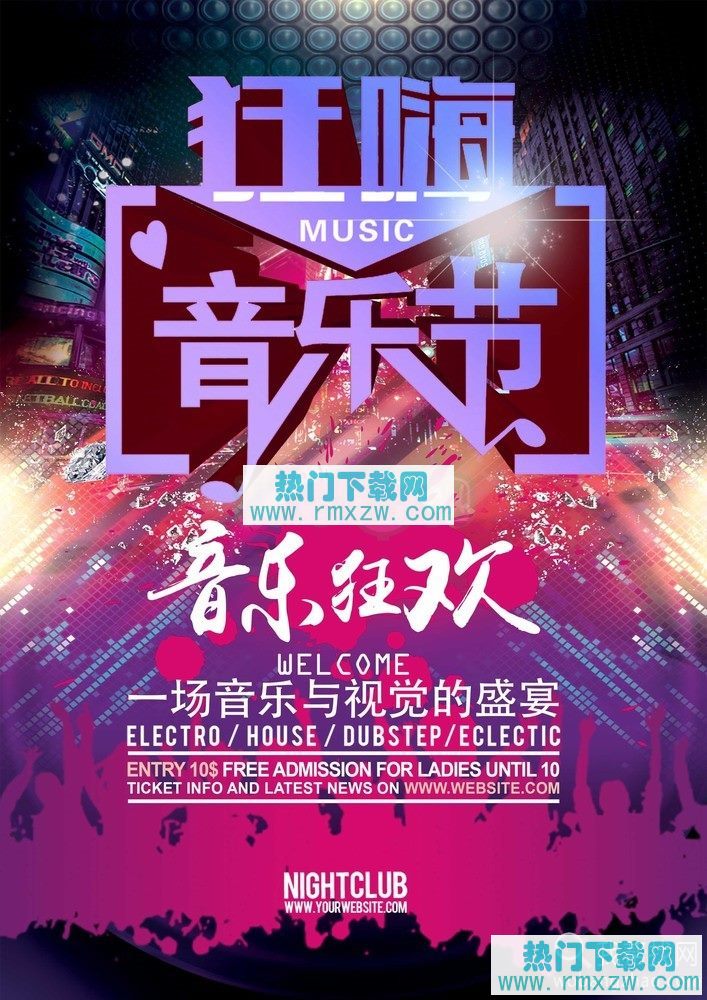 狂嗨
MUSIC
音乐节
热门下载网
www.rmxzw.com
音乐狂欢
WELCOME
一场音乐与视觉的盛宴
ELECTRO / HOUSE / DUBSTEP/ECLECTIC
ENTRY 10$ FREE ADMISSION FOR LADIES UNTIL 10
TICKET INFO AND LATEST NEWS ON WWW.WEBSITE.COM
NIGHTCLUB
WWW.YOURWEBSITE.COM
热门下载网
www.rmxzw.com